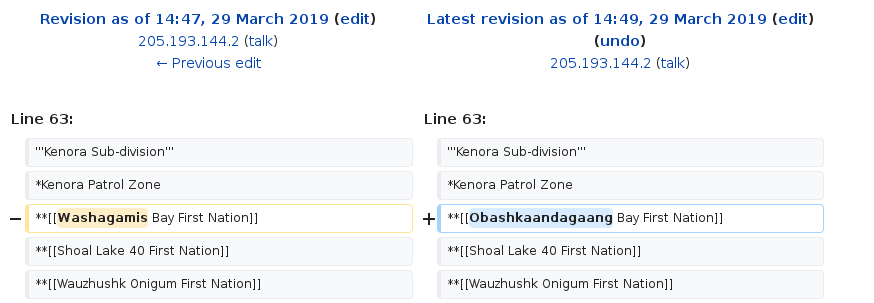 Revision as of 14:47, 29 March 2019 (edit)
205.193.144.2 (talk)
← Previous edit
Latest revision as of 14:49, 29 March 2019 (edit)
(undo)
205.193.144.2 (talk)
Line 63:
Line 63:
'''Kenora Sub-division'''
'''Kenora Sub-division'''
*Kenora Patrol Zone
*Kenora Patrol Zone
− **[[Washagamis Bay First Nation]]
+ **[[Obashkaandagaang Bay First Nation]]
**[[Shoal Lake 40 First Nation]]
**[[Shoal Lake 40 First Nation]]
**[[Wauzhushk Onigum First Nation]]
**[[Wauzhushk Onigum First Nation]]